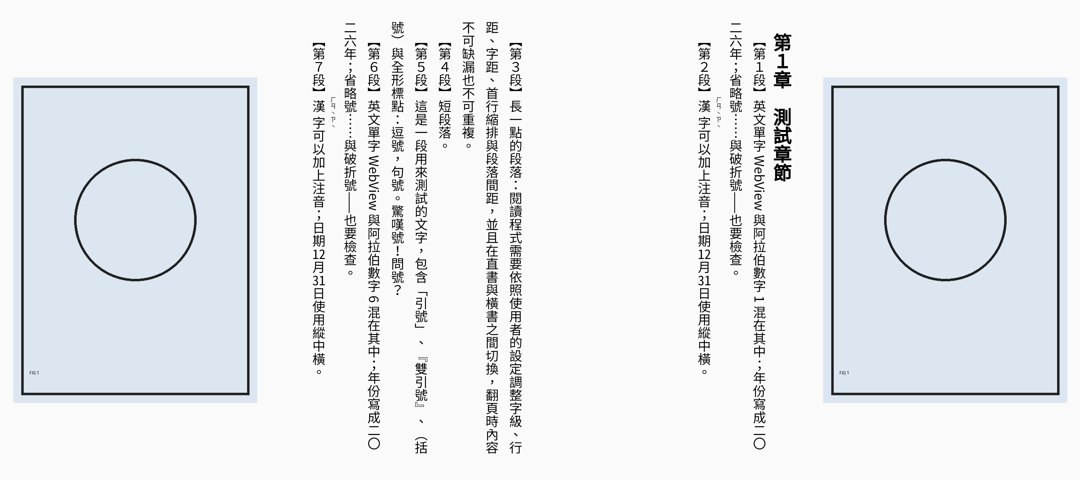 FIG 1
第１章　測試章節
【第１段】英文單字 WebView 與阿拉伯數字 1 混在其中；年份寫成二〇
二六年；省略號……與破折號——也要檢查。
【第２段】漢字可以加上注音；日期12月31日使用縱中橫。
【第３段】長一點的段落：閱讀程式需要依照使用者的設定調整字級、行
距、字距、首行縮排與段落間距，並且在直書與橫書之間切換，翻頁時內容
不可缺漏也不可重複。
【第４段】短段落。
【第５段】這是一段用來測試的文字，包含「引號」、『雙引號』、（括
號）與全形標點：逗號，句號。驚嘆號！問號？
【第６段】英文單字 WebView 與阿拉伯數字 6 混在其中；年份寫成二〇
二六年；省略號……與破折號——也要檢查。
【第７段】漢字可以加上注音；日期12月31日使用縱中橫。
FIG 1